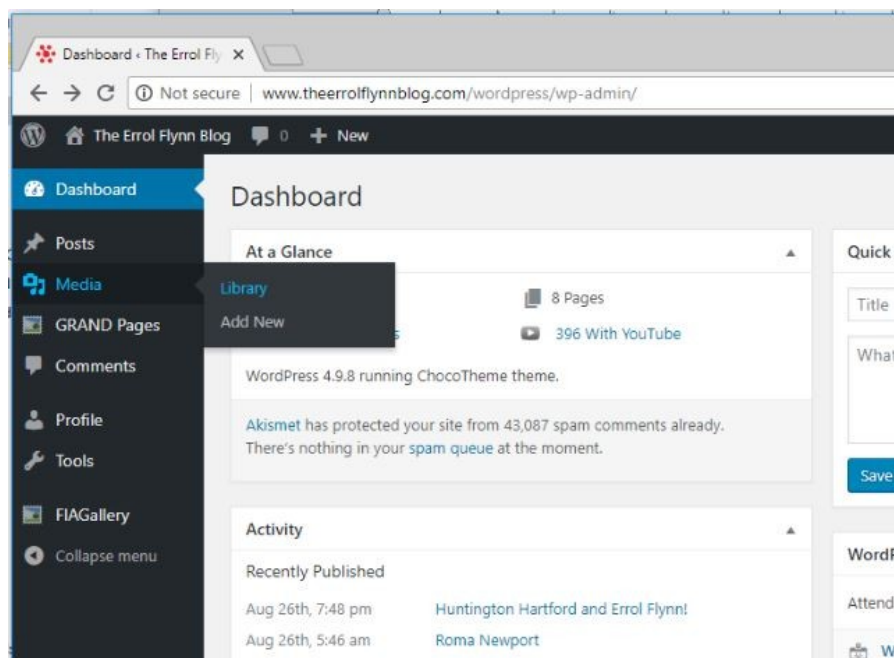 Dashboard ‹ The Errol Fly
Not secure | www.theerrolflynnblog.com/wordpress/wp-admin/
The Errol Flynn Blog 0 + New
Dashboard
Posts
Media
Library
Add New
GRAND Pages
Comments
Profile
Tools
FIAGallery
Collapse menu
Dashboard
At a Glance
8 Pages
396 With YouTube
WordPress 4.9.8 running ChocoTheme theme.
Akismet has protected your site from 43,087 spam comments already.
There's nothing in your spam queue at the moment.
Activity
Recently Published
Aug 26th, 7:48 pm Huntington Hartford and Errol Flynn!
Aug 26th, 5:46 am Roma Newport
Quick
Title
What
Save
WordP
Attend
W